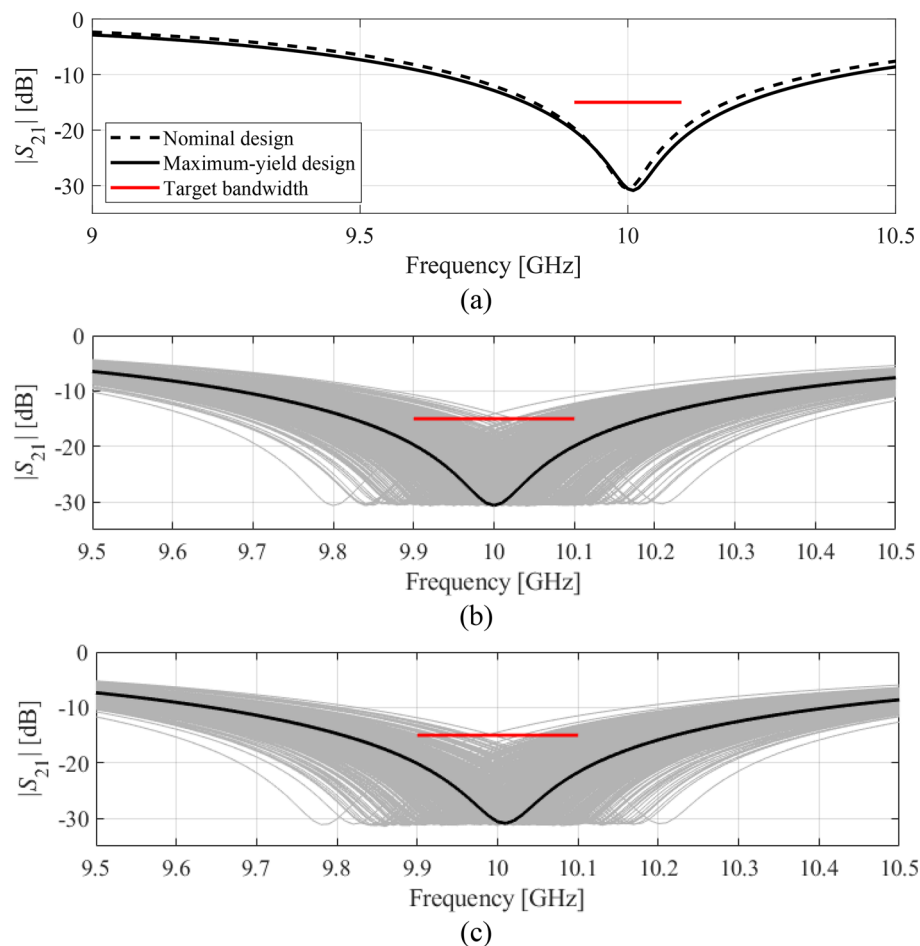 0
-10
-20
-30
|S21| [dB]
Nominal design
Maximum-yield design
Target bandwidth
9 9.5 10 10.5
Frequency [GHz]
(a)
0
-10
-20
-30
|S21| [dB]
9.5 9.6 9.7 9.8 9.9 10 10.1 10.2 10.3 10.4 10.5
Frequency [GHz]
(b)
0
-10
-20
-30
|S21| [dB]
9.5 9.6 9.7 9.8 9.9 10 10.1 10.2 10.3 10.4 10.5
Frequency [GHz]
(c)